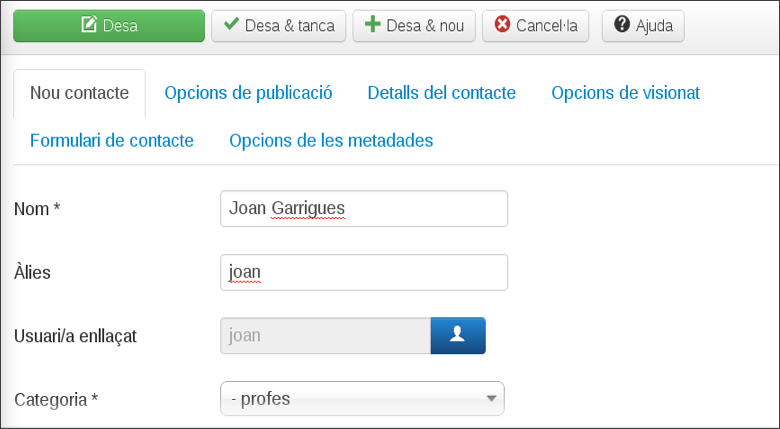 Desa Desa & tanca Desa & nou Cancel·la Ajuda
Nou contacte Opcions de publicació Detalls del contacte Opcions de visionat
Formulari de contacte Opcions de les metadades
Nom * Joan Garrigues
Àlies joan
Usuari/a enllaçat joan
Categoria * - profes